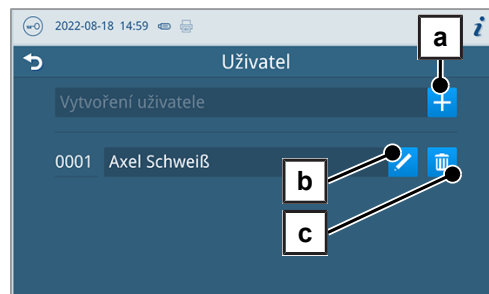 2022-08-18 14:59
i
a
Uživatel
Vytvoření uživatele
0001 Axel Schweiß
b
c